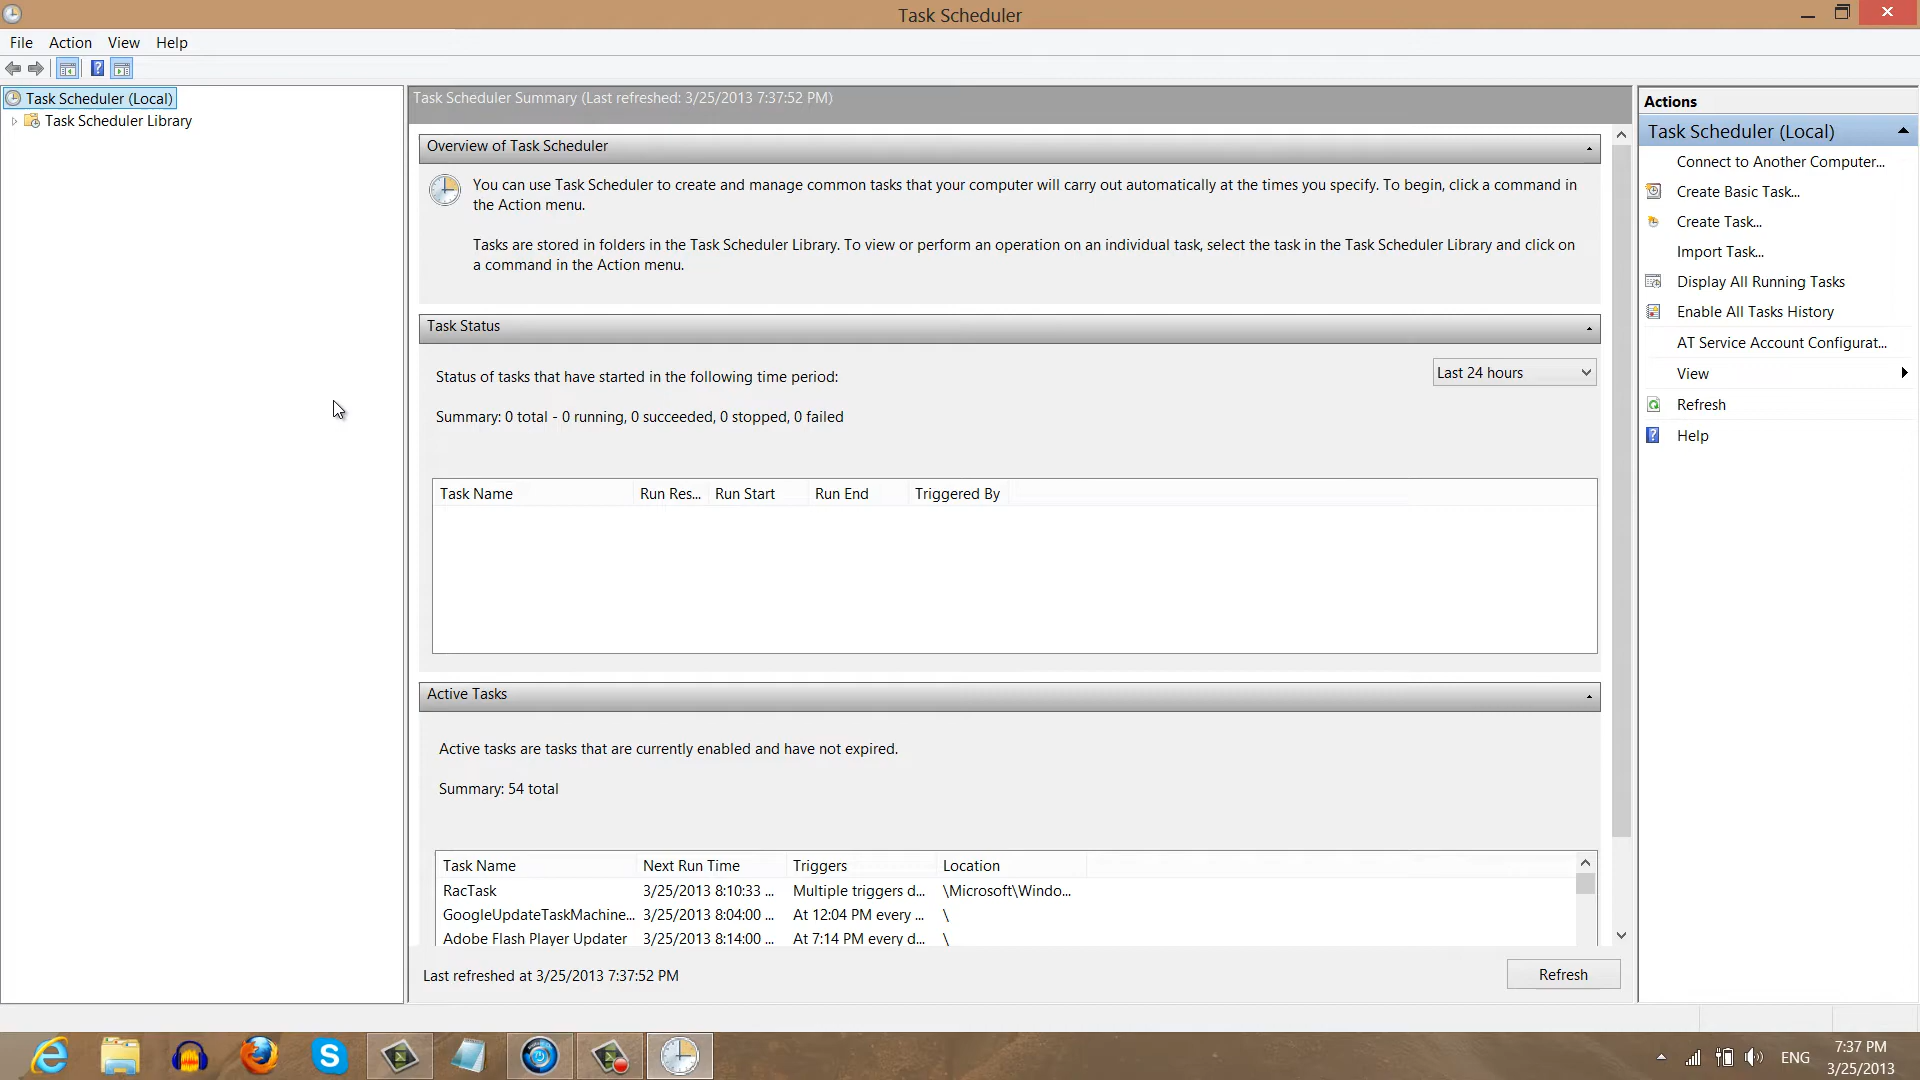 Task Scheduler
File Action View Help
Task Scheduler (Local)
Task Scheduler Library
Task Scheduler Summary (Last refreshed: 3/25/2013 7:37:52 PM)
Overview of Task Scheduler
You can use Task Scheduler to create and manage common tasks that your computer will carry out automatically at the times you specify. To begin, click a command in
the Action menu.
Tasks are stored in folders in the Task Scheduler Library. To view or perform an operation on an individual task, select the task in the Task Scheduler Library and click on
a command in the Action menu.
Task Status
Status of tasks that have started in the following time period:
Last 24 hours
Summary: 0 total - 0 running, 0 succeeded, 0 stopped, 0 failed
Task Name Run Res... Run Start Run End Triggered By
Active Tasks
Active tasks are tasks that are currently enabled and have not expired.
Summary: 54 total
Task Name Next Run Time Triggers Location
RacTask 3/25/2013 8:10:33 ... Multiple triggers d... \Microsoft\Windo...
GoogleUpdateTaskMachine... 3/25/2013 8:04:00 ... At 12:04 PM every ... \
Adobe Flash Player Updater 3/25/2013 8:14:00 ... At 7:14 PM every d... \
Last refreshed at 3/25/2013 7:37:52 PM
Refresh
Actions
Task Scheduler (Local)
Connect to Another Computer...
Create Basic Task...
Create Task...
Import Task...
Display All Running Tasks
Enable All Tasks History
AT Service Account Configurat...
View
Refresh
Help
ENG
7:37 PM
3/25/2013